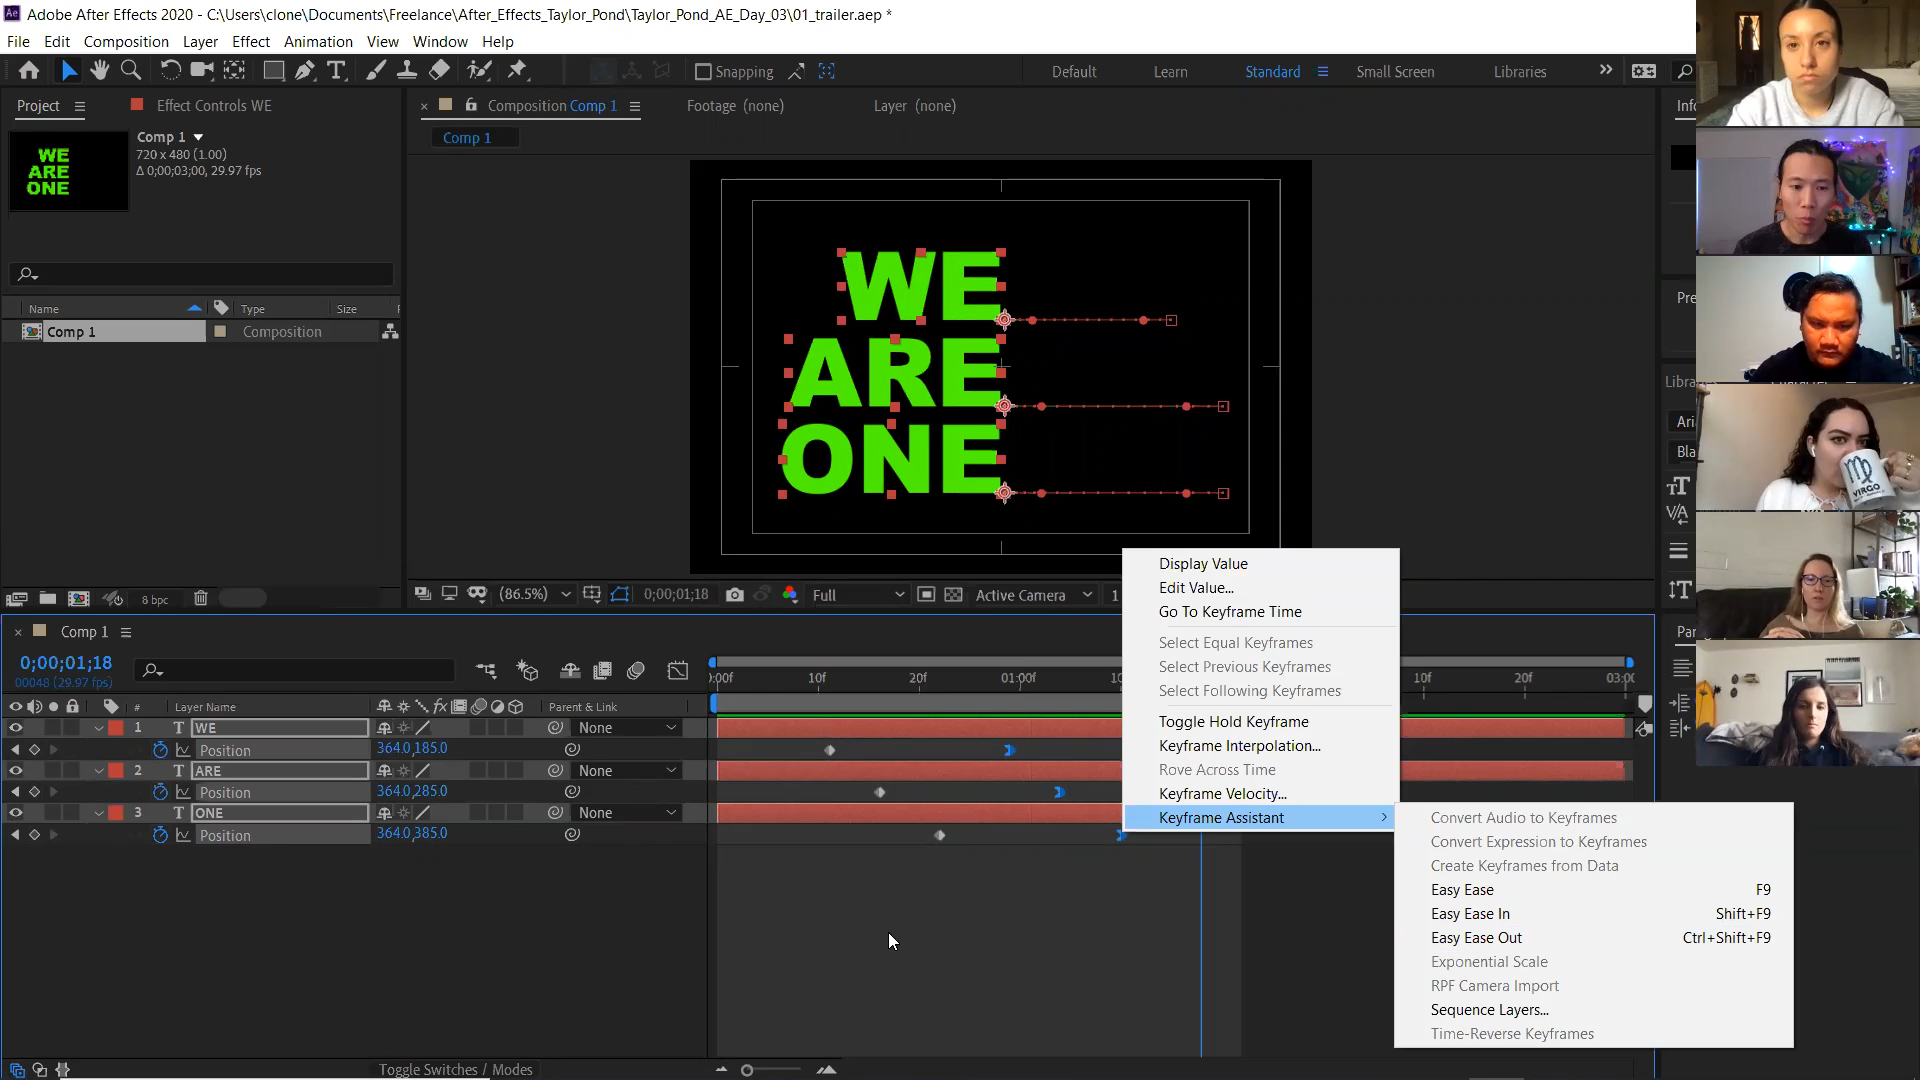 Adobe After Effects 2020 - C:\Users\clone\Documents\Freelance\After_Effects_Taylor_Pond\Taylor_Pond_AE_Day_03\01_trailer.aep *
File Edit Composition Layer Effect Animation View Window Help
Snapping Default Learn Standard Small Screen Libraries
Project Effect Controls WE
Composition Comp 1 Footage (none) Layer (none)
Comp 1
720 x 480 (1.00)
Δ 0;00;03;00, 29.97 fps
Comp 1
WE
ARE
ONE
WE
ARE
ONE
Name Type Size
Comp 1 Composition
8 bpc
(86.5%) 0;00;01;18 Full Active Camera 1
Comp 1
0;00;01;18
00048 (29.97 fps)
0:00f 10f 20f 01:00f 10f 20f 03:00
# Layer Name Parent & Link
1 T WE None
Position 364.0,185.0
2 T ARE None
Position 364.0,285.0
3 T ONE None
Position 364.0,385.0
Toggle Switches / Modes
Display Value
Edit Value...
Go To Keyframe Time
Select Equal Keyframes
Select Previous Keyframes
Select Following Keyframes
Toggle Hold Keyframe
Keyframe Interpolation...
Rove Across Time
Keyframe Velocity...
Keyframe Assistant
Convert Audio to Keyframes
Convert Expression to Keyframes
Create Keyframes from Data
Easy Ease F9
Easy Ease In Shift+F9
Easy Ease Out Ctrl+Shift+F9
Exponential Scale
RPF Camera Import
Sequence Layers...
Time-Reverse Keyframes
VIRGO